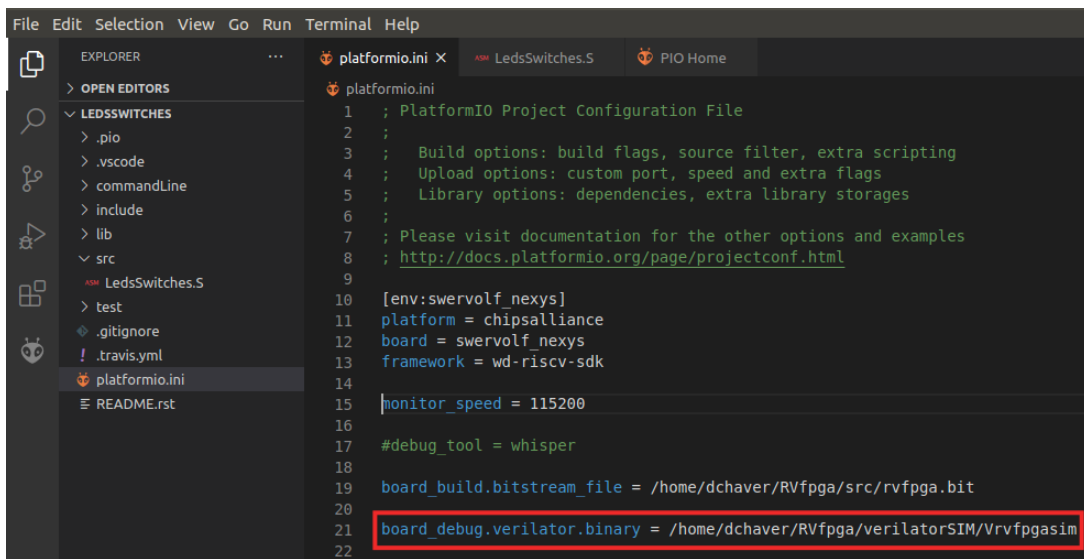 File Edit Selection View Go Run Terminal Help
EXPLORER ...
> OPEN EDITORS
LEDSSWITCHES
> .pio
> .vscode
> commandLine
> include
> lib
src
ASM LedsSwitches.S
> test
.gitignore
! .travis.yml
platformio.ini
README.rst
platformio.ini × ASM LedsSwitches.S PIO Home
platformio.ini
1 ; PlatformIO Project Configuration File
2 ;
3 ;   Build options: build flags, source filter, extra scripting
4 ;   Upload options: custom port, speed and extra flags
5 ;   Library options: dependencies, extra library storages
6 ;
7 ; Please visit documentation for the other options and examples
8 ; http://docs.platformio.org/page/projectconf.html
9
10 [env:swervolf_nexys]
11 platform = chipsalliance
12 board = swervolf_nexys
13 framework = wd-riscv-sdk
14
15 monitor_speed = 115200
16
17 #debug_tool = whisper
18
19 board_build.bitstream_file = /home/dchaver/RVfpga/src/rvfpga.bit
20
21 board_debug.verilator.binary = /home/dchaver/RVfpga/verilatorSIM/Vrvfpgasim
22